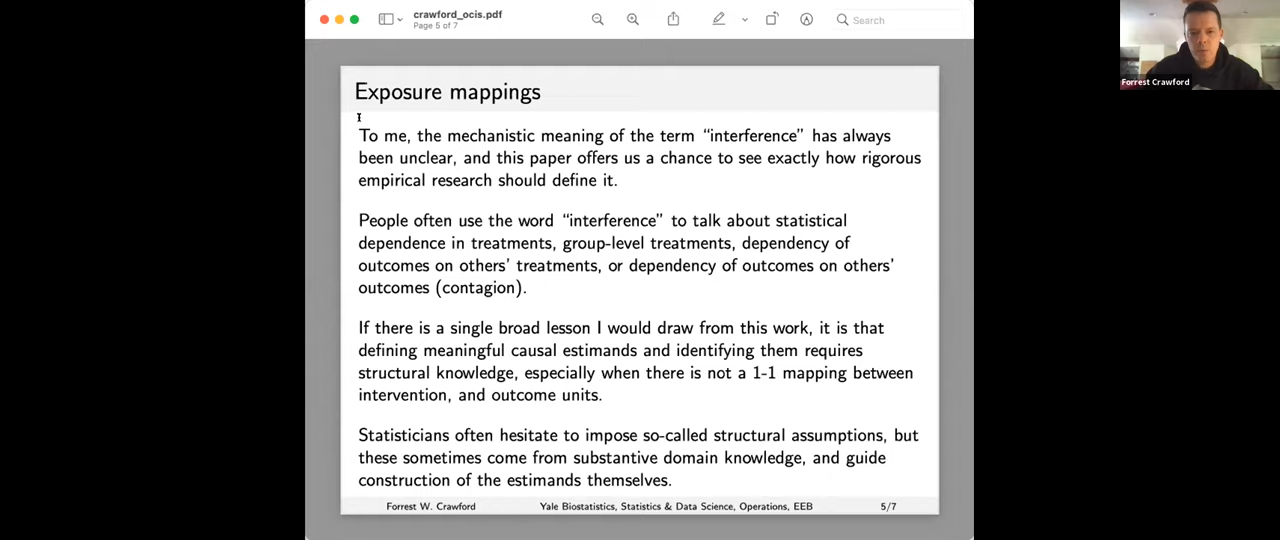 crawford_ocis.pdf
Page 5 of 7
Search
Forrest Crawford
Exposure mappings
To me, the mechanistic meaning of the term “interference” has always
been unclear, and this paper offers us a chance to see exactly how rigorous
empirical research should define it.
People often use the word “interference” to talk about statistical
dependence in treatments, group-level treatments, dependency of
outcomes on others’ treatments, or dependency of outcomes on others’
outcomes (contagion).
If there is a single broad lesson I would draw from this work, it is that
defining meaningful causal estimands and identifying them requires
structural knowledge, especially when there is not a 1-1 mapping between
intervention, and outcome units.
Statisticians often hesitate to impose so-called structural assumptions, but
these sometimes come from substantive domain knowledge, and guide
construction of the estimands themselves.
Forrest W. Crawford
Yale Biostatistics, Statistics & Data Science, Operations, EEB
5/7